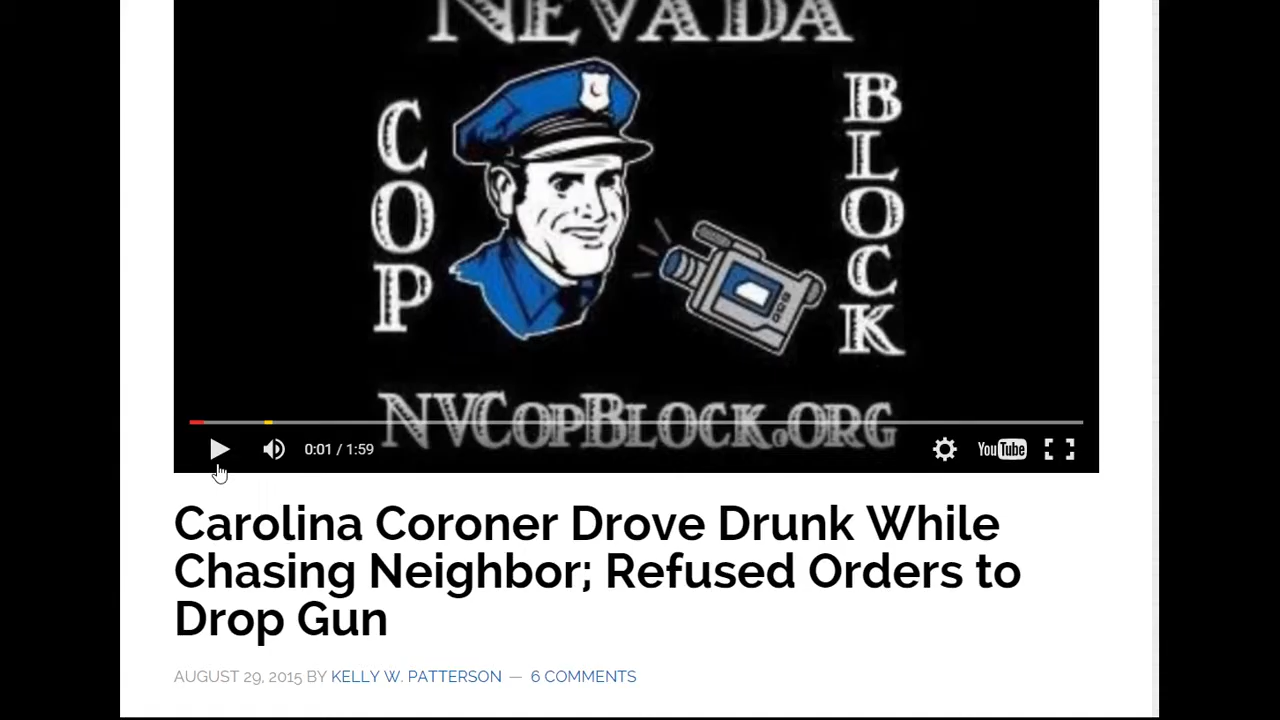 NEVADA
COP
BLOCK
NVCOPBLOCK.ORG
0:01 / 1:59
YouTube
Carolina Coroner Drove Drunk While
Chasing Neighbor; Refused Orders to
Drop Gun
AUGUST 29, 2015 BY KELLY W. PATTERSON — 6 COMMENTS